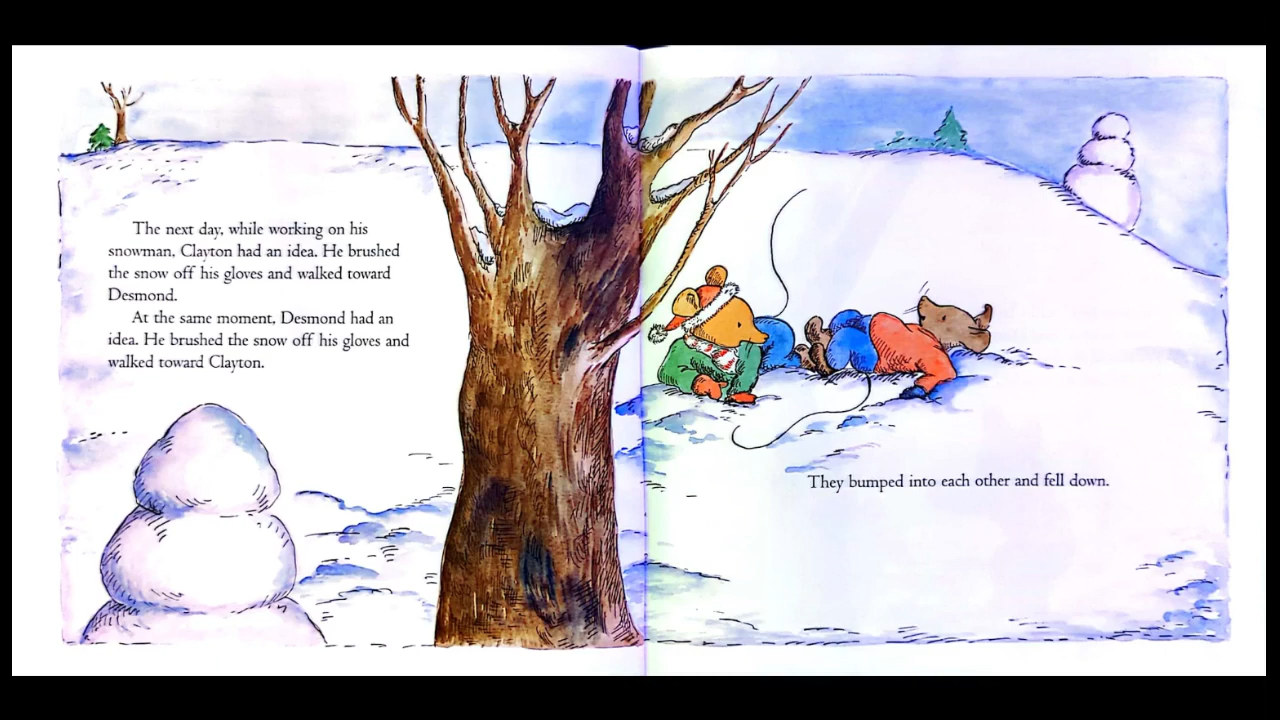 The next day, while working on his
snowman, Clayton had an idea. He brushed
the snow off his gloves and walked toward
Desmond.
At the same moment, Desmond had an
idea. He brushed the snow off his gloves and
walked toward Clayton.
They bumped into each other and fell down.